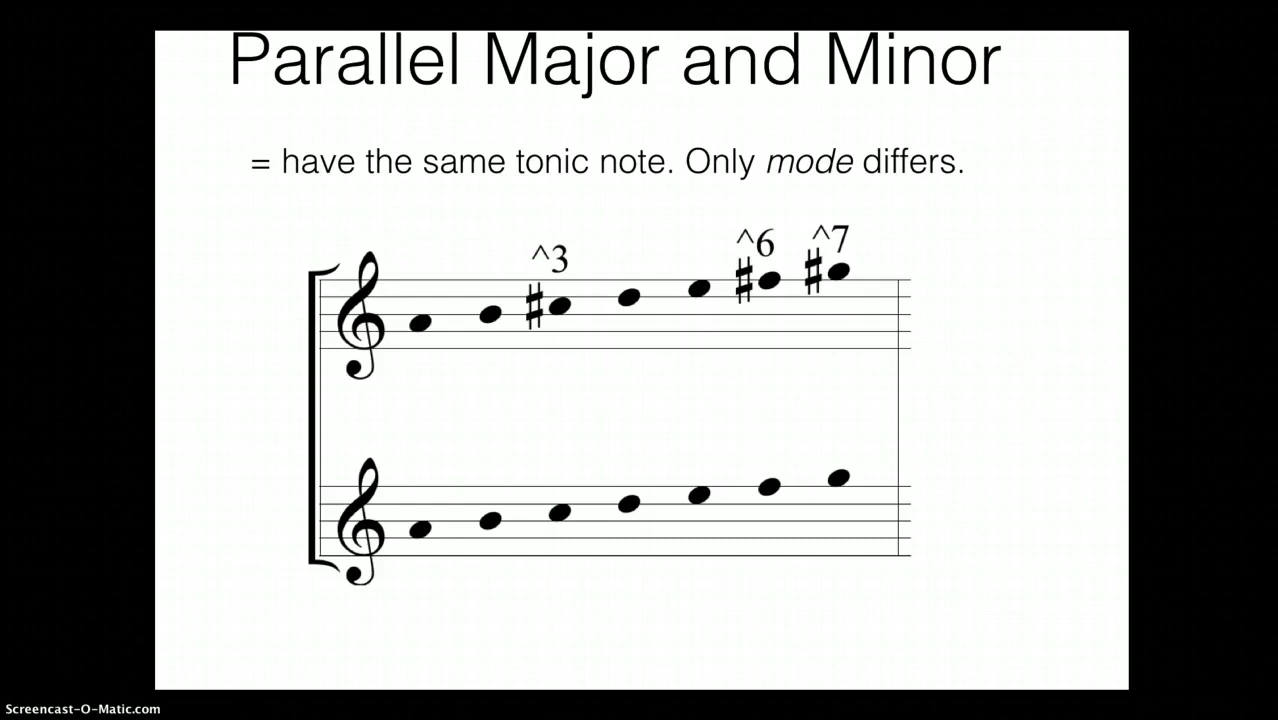 Parallel Major and Minor
= have the same tonic note. Only mode differs.
^3 ^6 ^7
Screencast-O-Matic.com